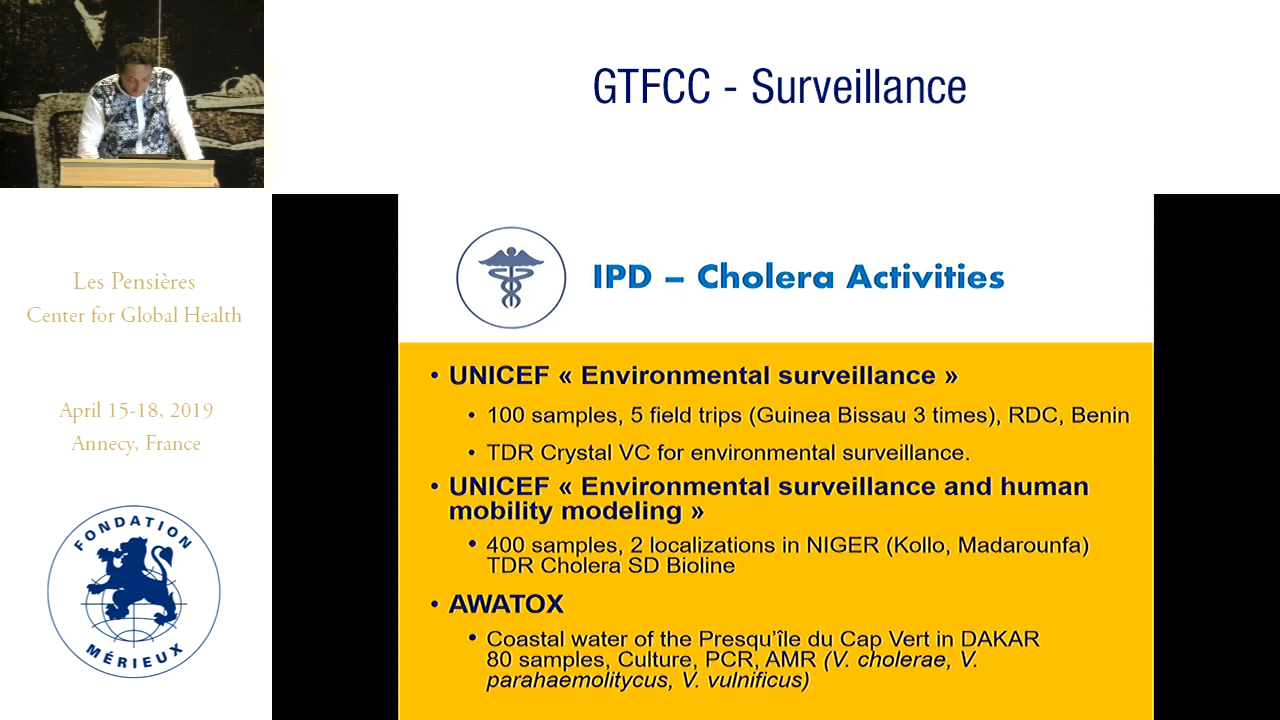 GTFCC - Surveillance
Les Pensières
Center for Global Health
April 15-18, 2019
Annecy, France
FONDATION
MÉRIEUX
IPD – Cholera Activities
• UNICEF « Environmental surveillance »
• 100 samples, 5 field trips (Guinea Bissau 3 times), RDC, Benin
• TDR Crystal VC for environmental surveillance.
• UNICEF « Environmental surveillance and human
mobility modeling »
• 400 samples, 2 localizations in NIGER (Kollo, Madarounfa)
TDR Cholera SD Bioline
• AWATOX
• Coastal water of the Presqu'île du Cap Vert in DAKAR
80 samples, Culture, PCR, AMR (V. cholerae, V.
parahaemolitycus, V. vulnificus)